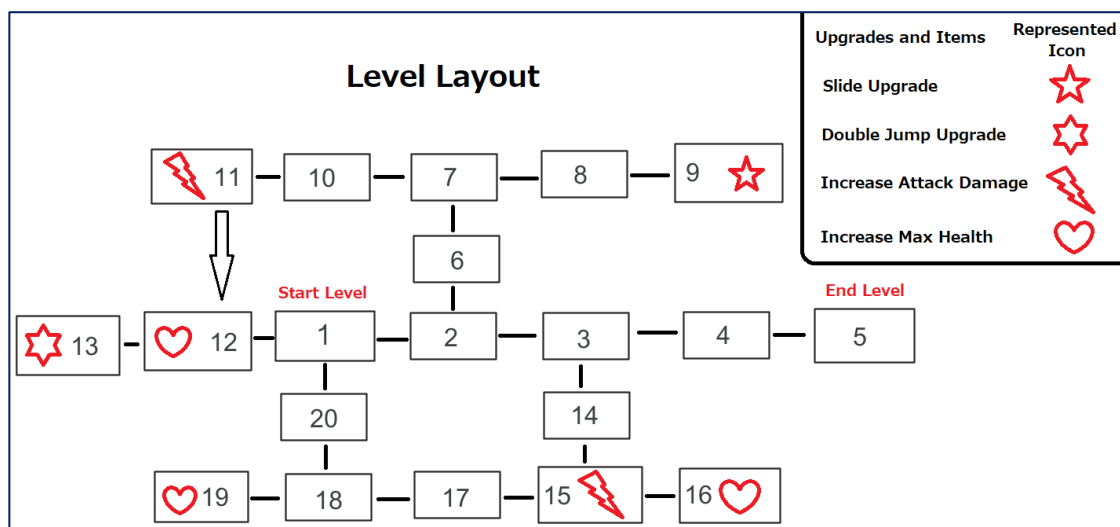 Upgrades and Items
Represented
Icon
Level Layout
Slide Upgrade
Double Jump Upgrade
Increase Attack Damage
Increase Max Health
11
10
7
8
9
6
Start Level
End Level
13
12
1
2
3
4
5
20
14
19
18
17
15
16